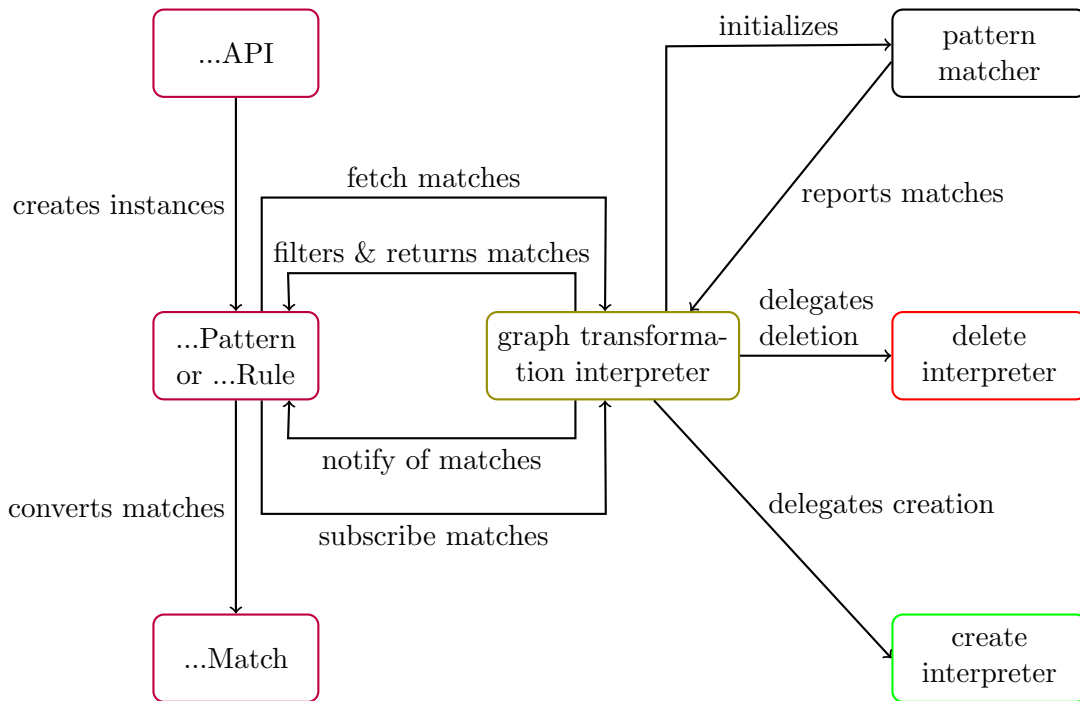 ...API
initializes
pattern
matcher
creates instances
fetch matches
reports matches
filters & returns matches
...Pattern
or ...Rule
graph transforma-
tion interpreter
delegates
deletion
delete
interpreter
notify of matches
converts matches
subscribe matches
delegates creation
...Match
create
interpreter